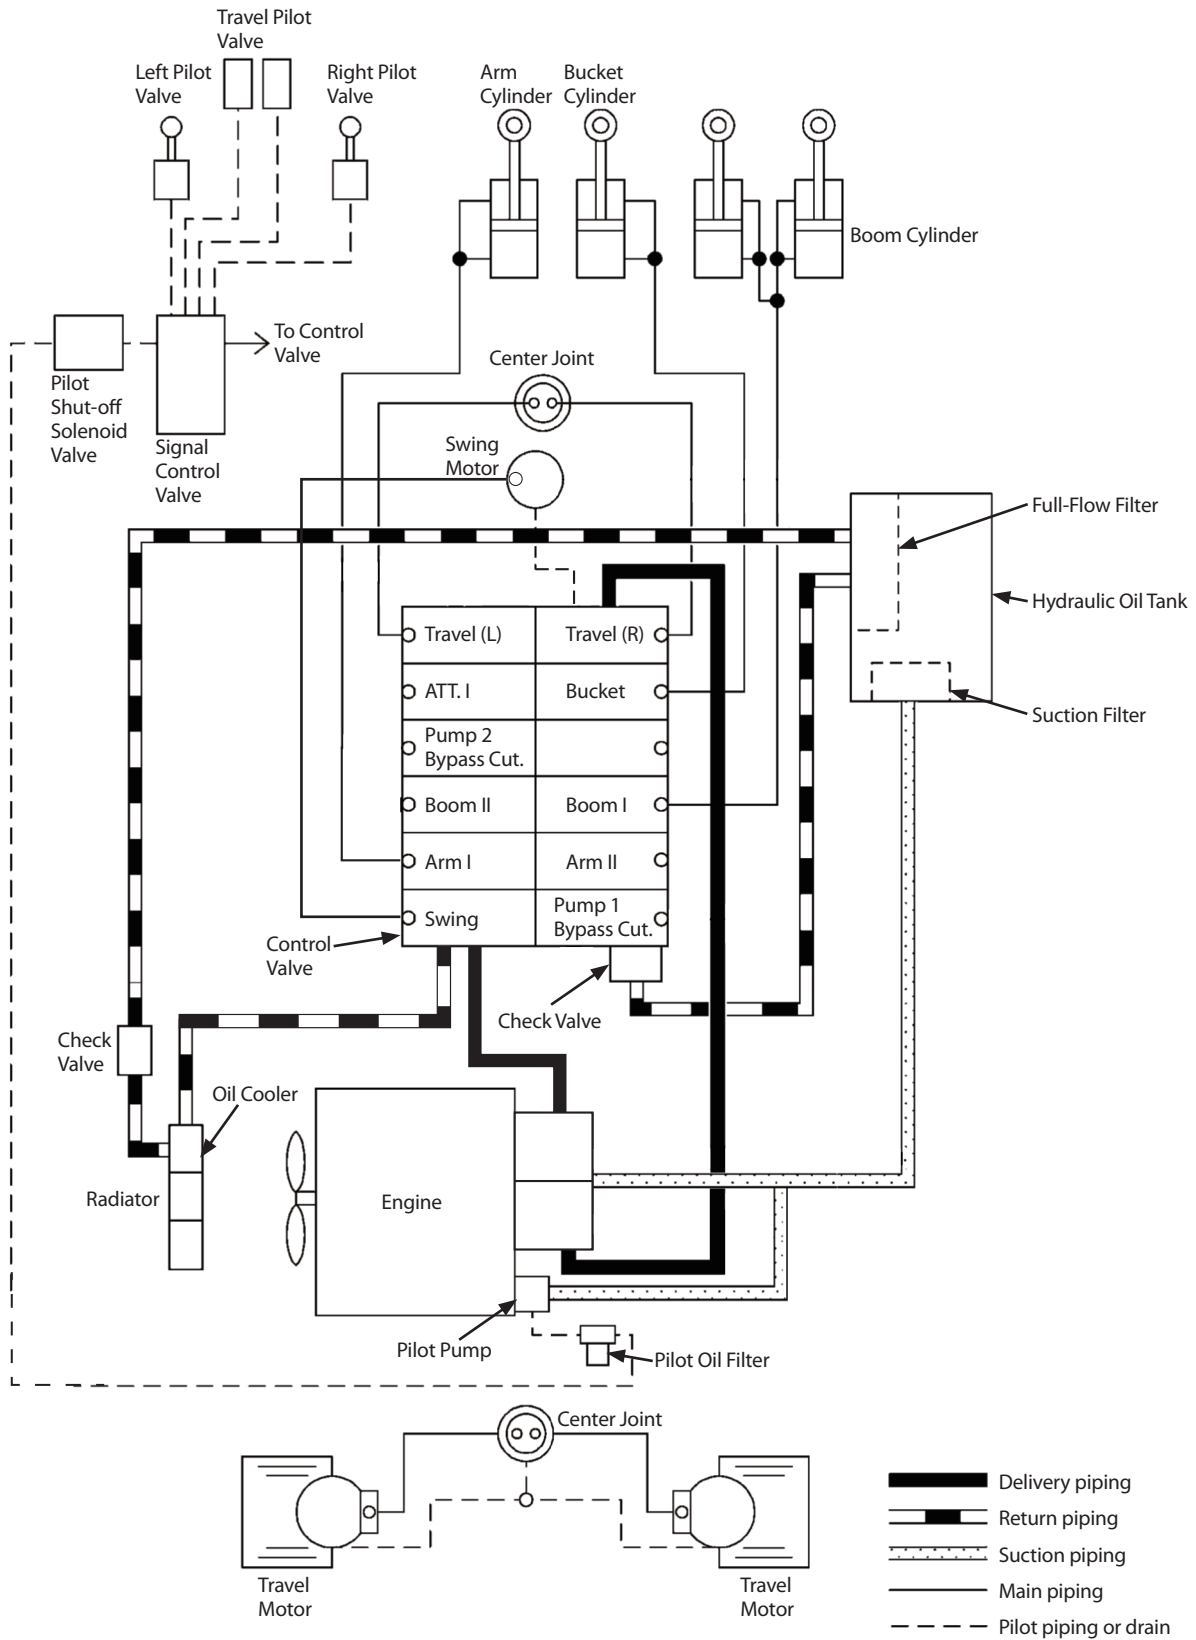 Travel Pilot
Valve
Left Pilot
Valve
Right Pilot
Valve
Arm
Cylinder
Bucket
Cylinder
Boom Cylinder
To Control
Valve
Pilot
Shut-off
Solenoid
Valve
Signal
Control
Valve
Center Joint
Swing
Motor
Full-Flow Filter
Hydraulic Oil Tank
Suction Filter
Travel (L)
Travel (R)
ATT. I
Bucket
Pump 2
Bypass Cut.
Boom II
Boom I
Arm I
Arm II
Swing
Pump 1
Bypass Cut.
Control
Valve
Check Valve
Check
Valve
Oil Cooler
Radiator
Engine
Pilot Pump
Pilot Oil Filter
Center Joint
Travel
Motor
Travel
Motor
Delivery piping
Return piping
Suction piping
Main piping
Pilot piping or drain